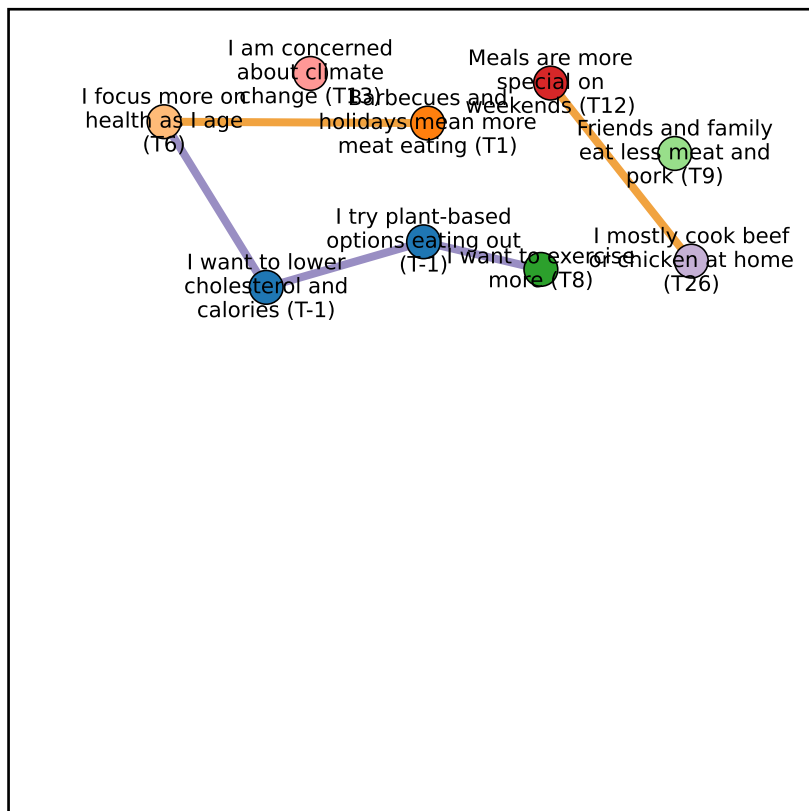 I am concerned
about climate
change (T13)
Meals are more
special on
weekends (T12)
I focus more on
health as I age
(T6)
Barbecues and
holidays mean more
meat eating (T1)
Friends and family
eat less meat and
pork (T9)
I try plant-based
options eating out
(T-1)
I want to lower
cholesterol and
calories (T-1)
I want to exercise
more (T8)
I mostly cook beef
or chicken at home
(T26)